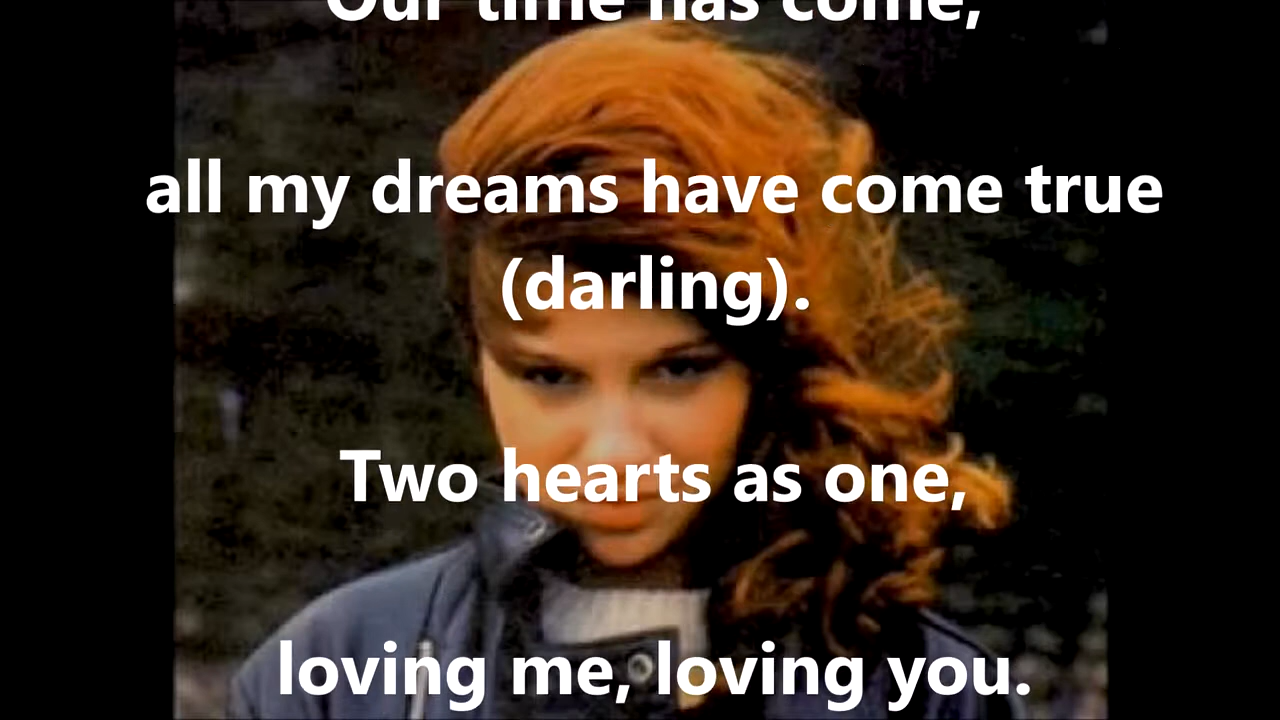 Our time has come,
all my dreams have come true
(darling).
Two hearts as one,
loving me, loving you.